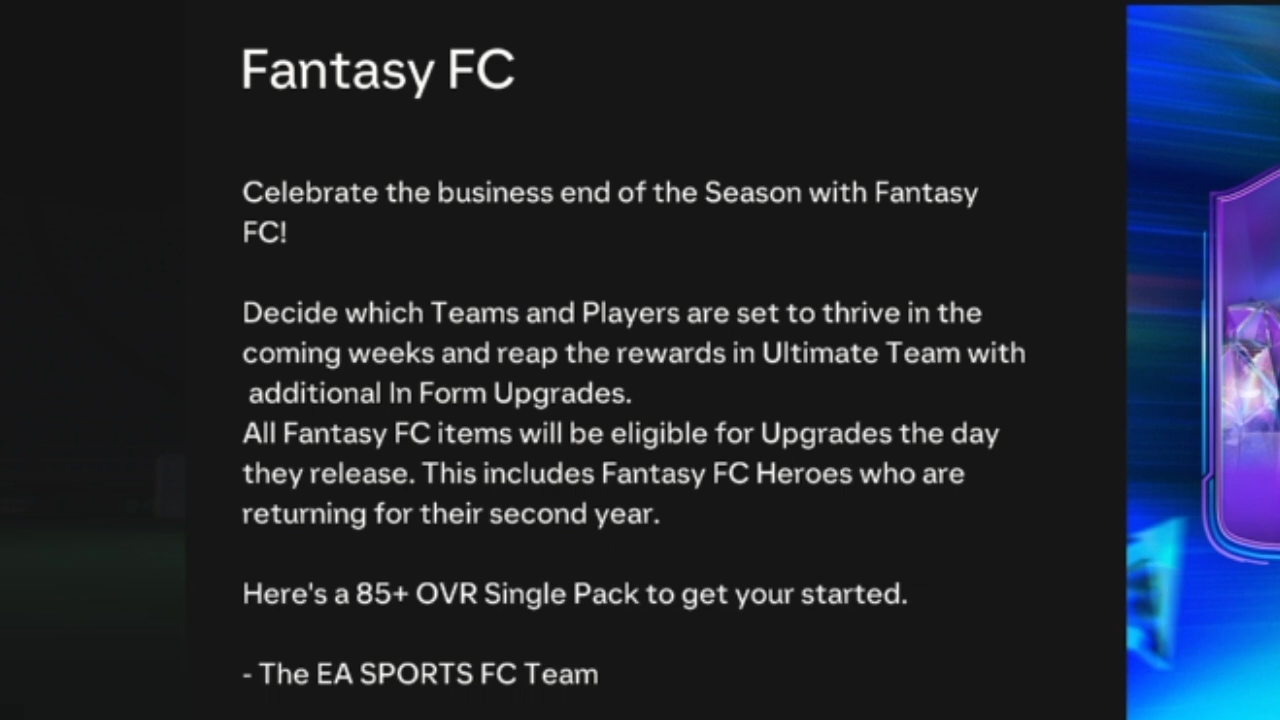 Fantasy FC
Celebrate the business end of the Season with Fantasy
FC!
Decide which Teams and Players are set to thrive in the
coming weeks and reap the rewards in Ultimate Team with
additional In Form Upgrades.
All Fantasy FC items will be eligible for Upgrades the day
they release. This includes Fantasy FC Heroes who are
returning for their second year.
Here's a 85+ OVR Single Pack to get your started.
- The EA SPORTS FC Team